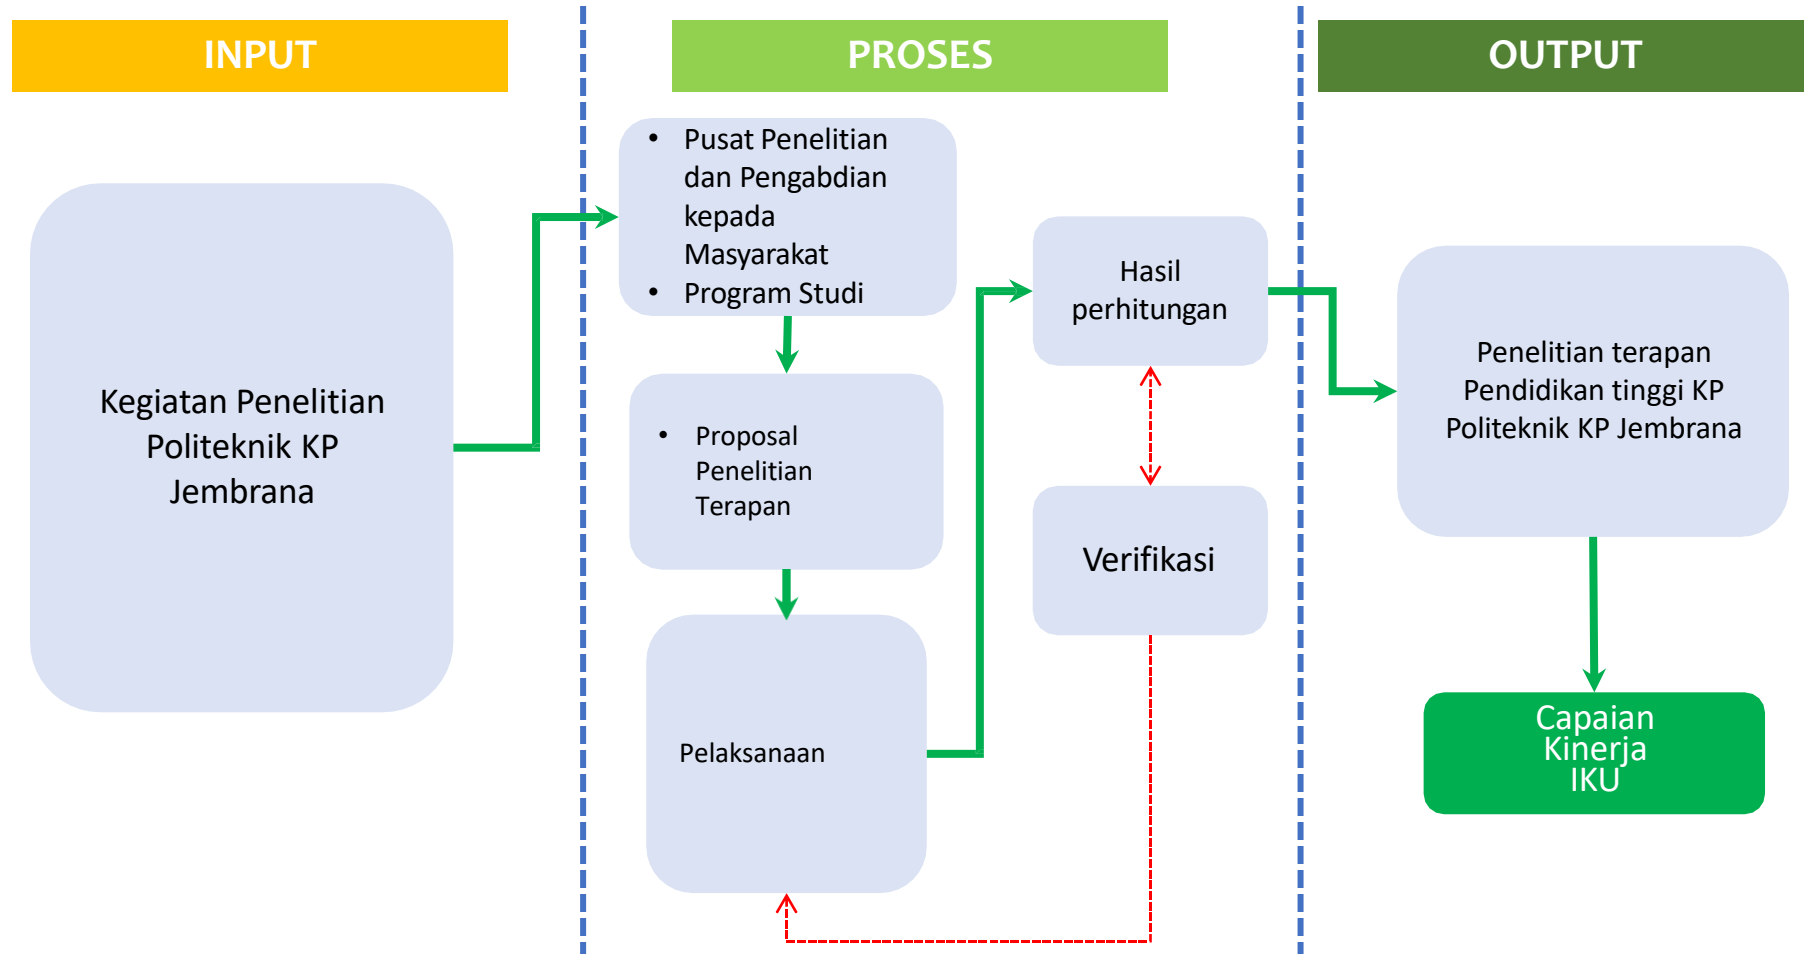 INPUT
PROSES
OUTPUT
Kegiatan Penelitian
Politeknik KP
Jembrana
• Pusat Penelitian
dan Pengabdian
kepada
Masyarakat
• Program Studi
• Proposal
Penelitian
Terapan
Pelaksanaan
Hasil
perhitungan
Verifikasi
Penelitian terapan
Pendidikan tinggi KP
Politeknik KP Jembrana
Capaian
Kinerja
IKU